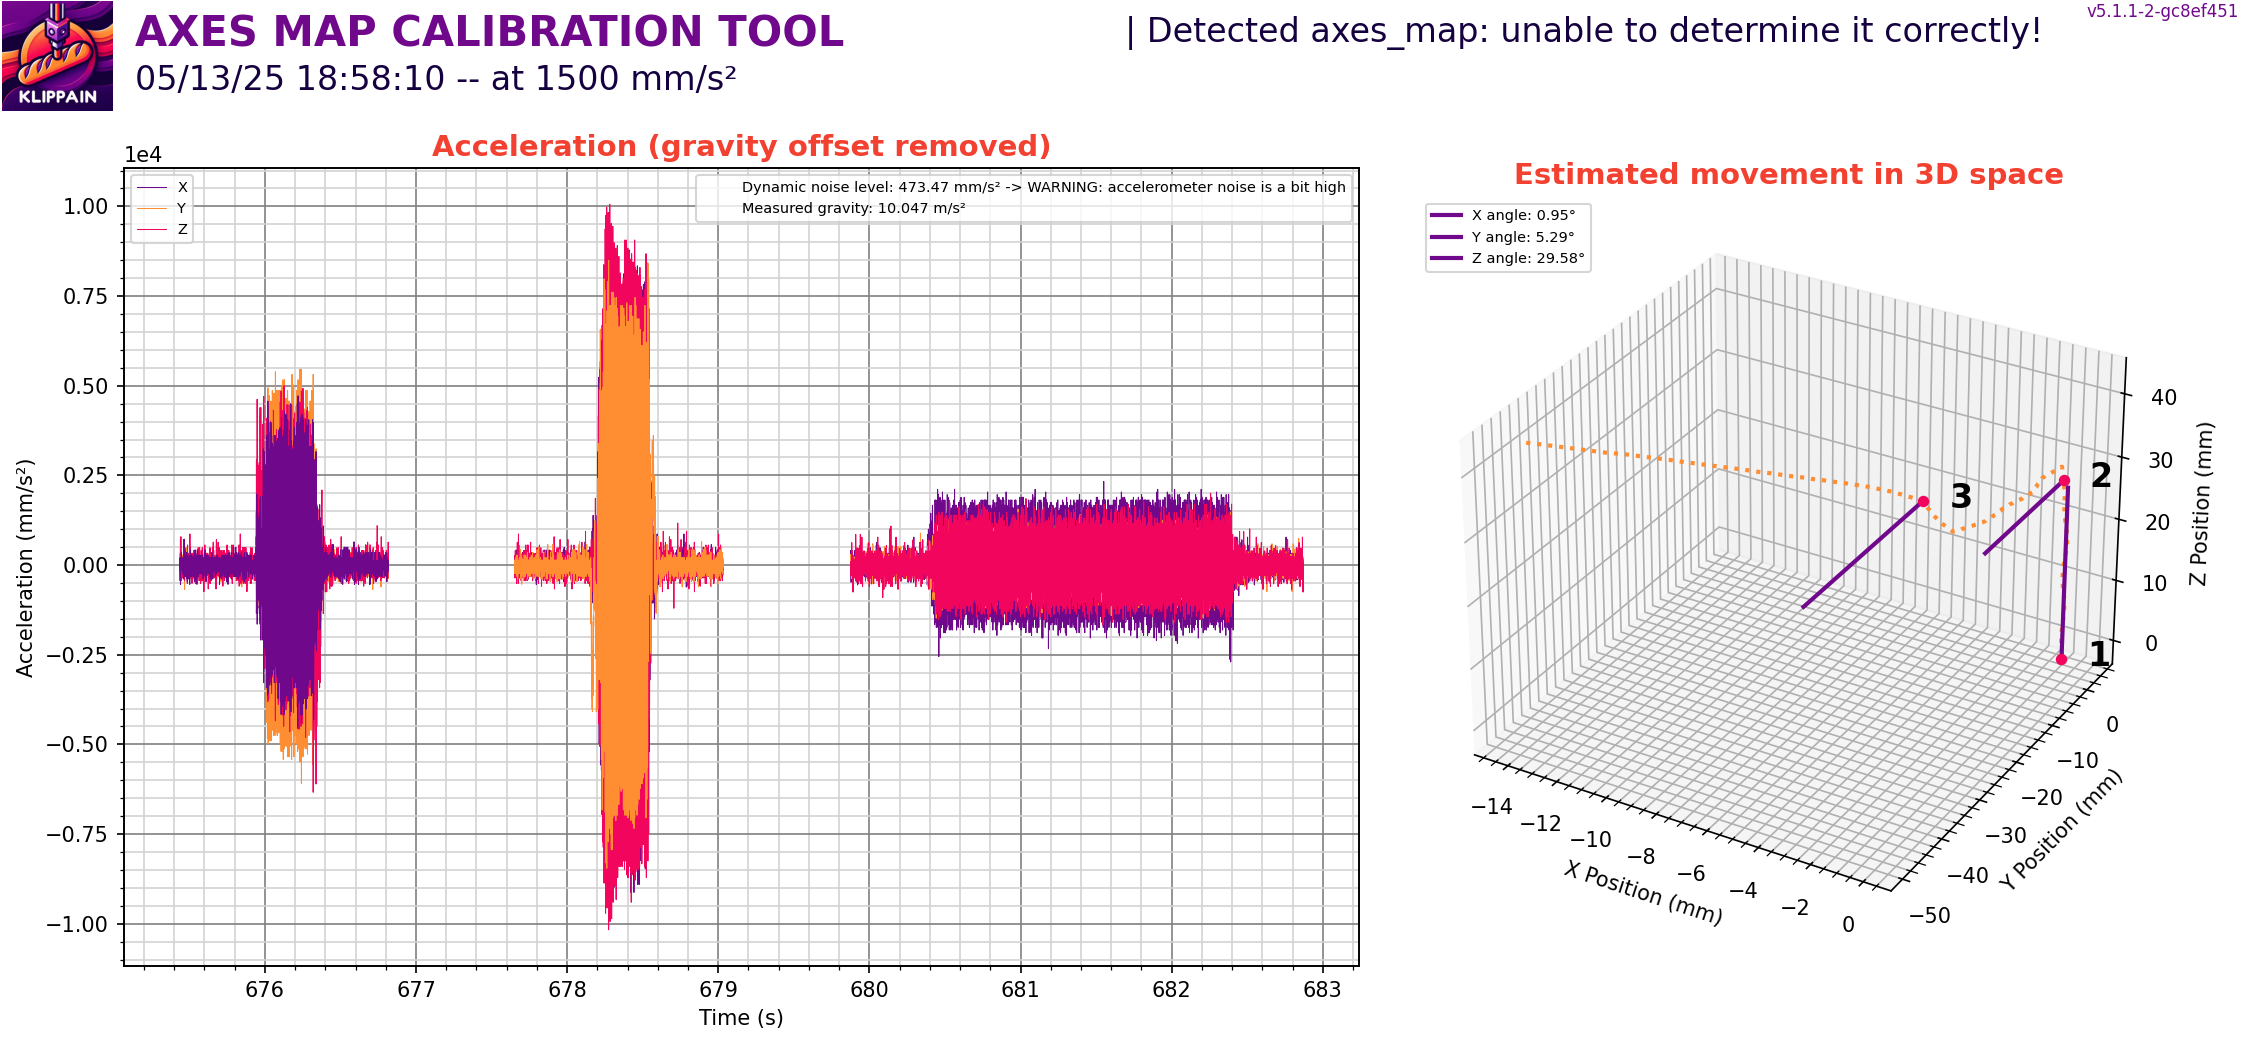 AXES MAP CALIBRATION TOOL
| Detected axes_map: unable to determine it correctly!
v5.1.1-2-gc8ef451
05/13/25 18:58:10 -- at 1500 mm/s²
KLIPPAIN
Acceleration (gravity offset removed)
1e4
X
Y
Z
Dynamic noise level: 473.47 mm/s² -> WARNING: accelerometer noise is a bit high
Measured gravity: 10.047 m/s²
1.00
0.75
0.50
0.25
0.00
−0.25
−0.50
−0.75
−1.00
Acceleration (mm/s²)
676
677
678
679
680
681
682
683
Time (s)
Estimated movement in 3D space
X angle: 0.95°
Y angle: 5.29°
Z angle: 29.58°
3
2
1
40
30
20
10
0
Z Position (mm)
0
−10
−20
−30
−40
−50
Y Position (mm)
−14
−12
−10
−8
−6
−4
−2
0
X Position (mm)